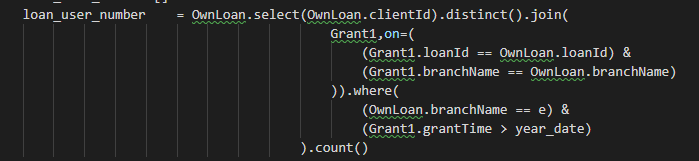 loan_user_number = OwnLoan.select(OwnLoan.clientId).distinct().join(
Grant1,on=(
(Grant1.loanId == OwnLoan.loanId) &
(Grant1.branchName == OwnLoan.branchName)
)).where(
(OwnLoan.branchName == e) &
(Grant1.grantTime > year_date)
).count()